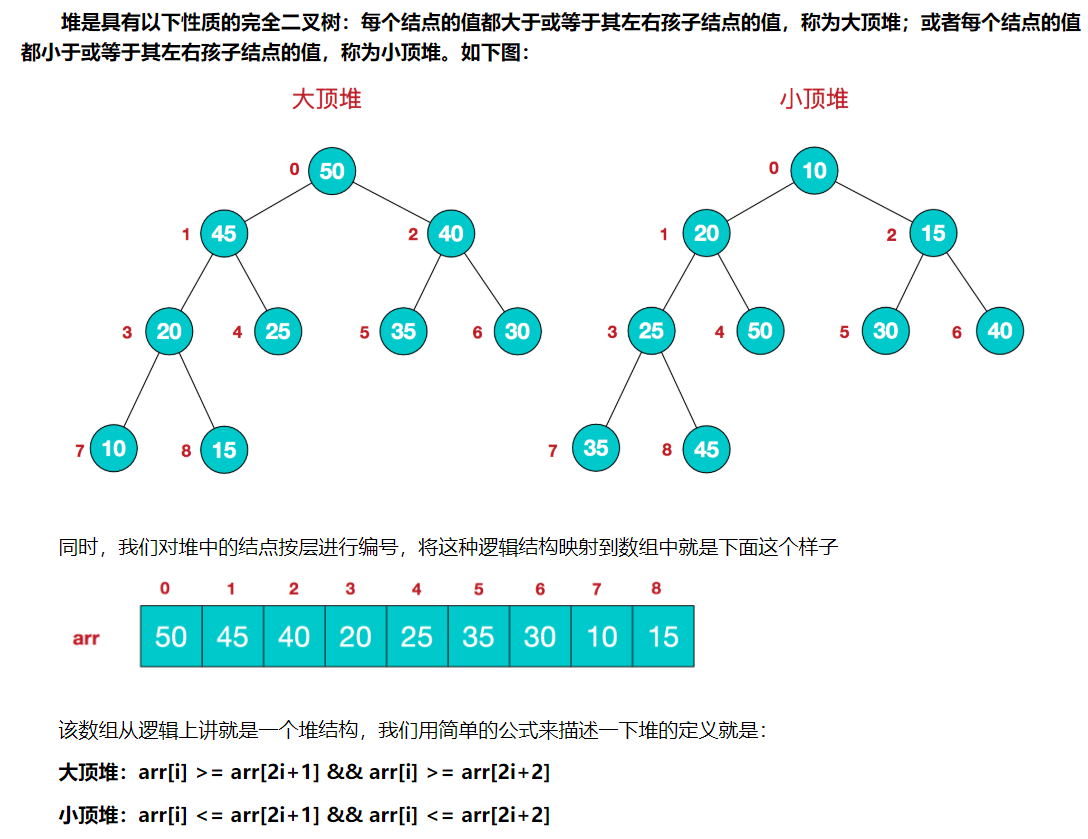 堆是具有以下性质的完全二叉树：每个结点的值都大于或等于其左右孩子结点的值，称为大顶堆；或者每个结点的值
都小于或等于其左右孩子结点的值，称为小顶堆。如下图：
大顶堆
0 50
1 45 2 40
3 20 4 25 5 35 6 30
7 10 8 15
小顶堆
0 10
1 20 2 15
3 25 4 50 5 30 6 40
7 35 8 45
同时，我们对堆中的结点按层进行编号，将这种逻辑结构映射到数组中就是下面这个样子
0 1 2 3 4 5 6 7 8
arr 50 45 40 20 25 35 30 10 15
该数组从逻辑上讲就是一个堆结构，我们用简单的公式来描述一下堆的定义就是：
大顶堆：arr[i] >= arr[2i+1] && arr[i] >= arr[2i+2]
小顶堆：arr[i] <= arr[2i+1] && arr[i] <= arr[2i+2]